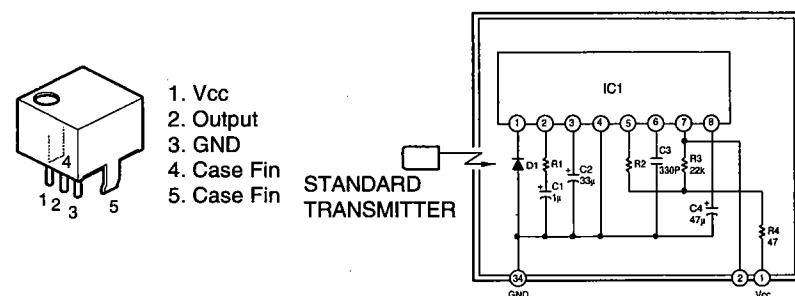 1. Vcc
2. Output
3. GND
4. Case Fin
5. Case Fin
4
1 2 3 5
STANDARD
TRANSMITTER
IC1
1 2 3 4 5 6 7 8
D1
R1
C1
1μ
C2
33μ
R2
C3
330P
R3
22k
C4
47μ
R4
47
34 2 1
GND Vcc